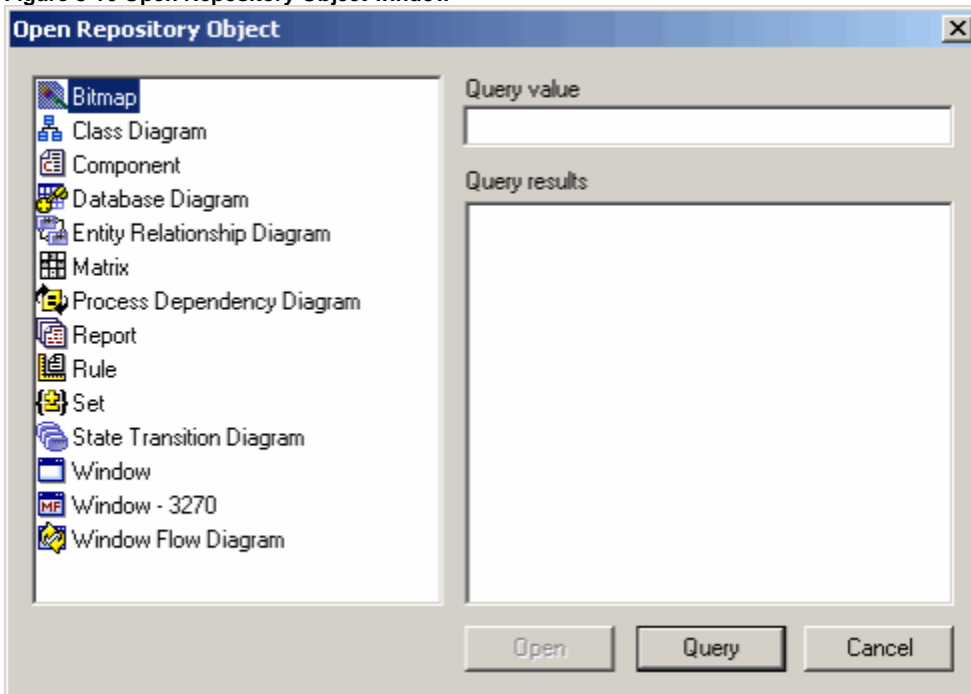 Open Repository Object
Bitmap
Class Diagram
Component
Database Diagram
Entity Relationship Diagram
Matrix
Process Dependency Diagram
Report
Rule
Set
State Transition Diagram
Window
MF Window - 3270
Window Flow Diagram
Query value
Query results
Open
Query
Cancel